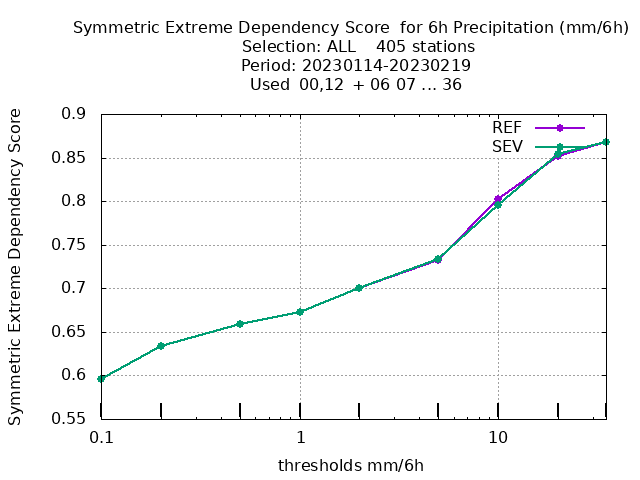 Symmetric Extreme Dependency Score  for 6h Precipitation (mm/6h)
Selection: ALL    405 stations
Period: 20230114-20230219
Used  00,12  + 06 07 ... 36
REF
SEV
Symmetric Extreme Dependency Score
0.9
0.85
0.8
0.75
0.7
0.65
0.6
0.55
0.1
1
10
thresholds mm/6h